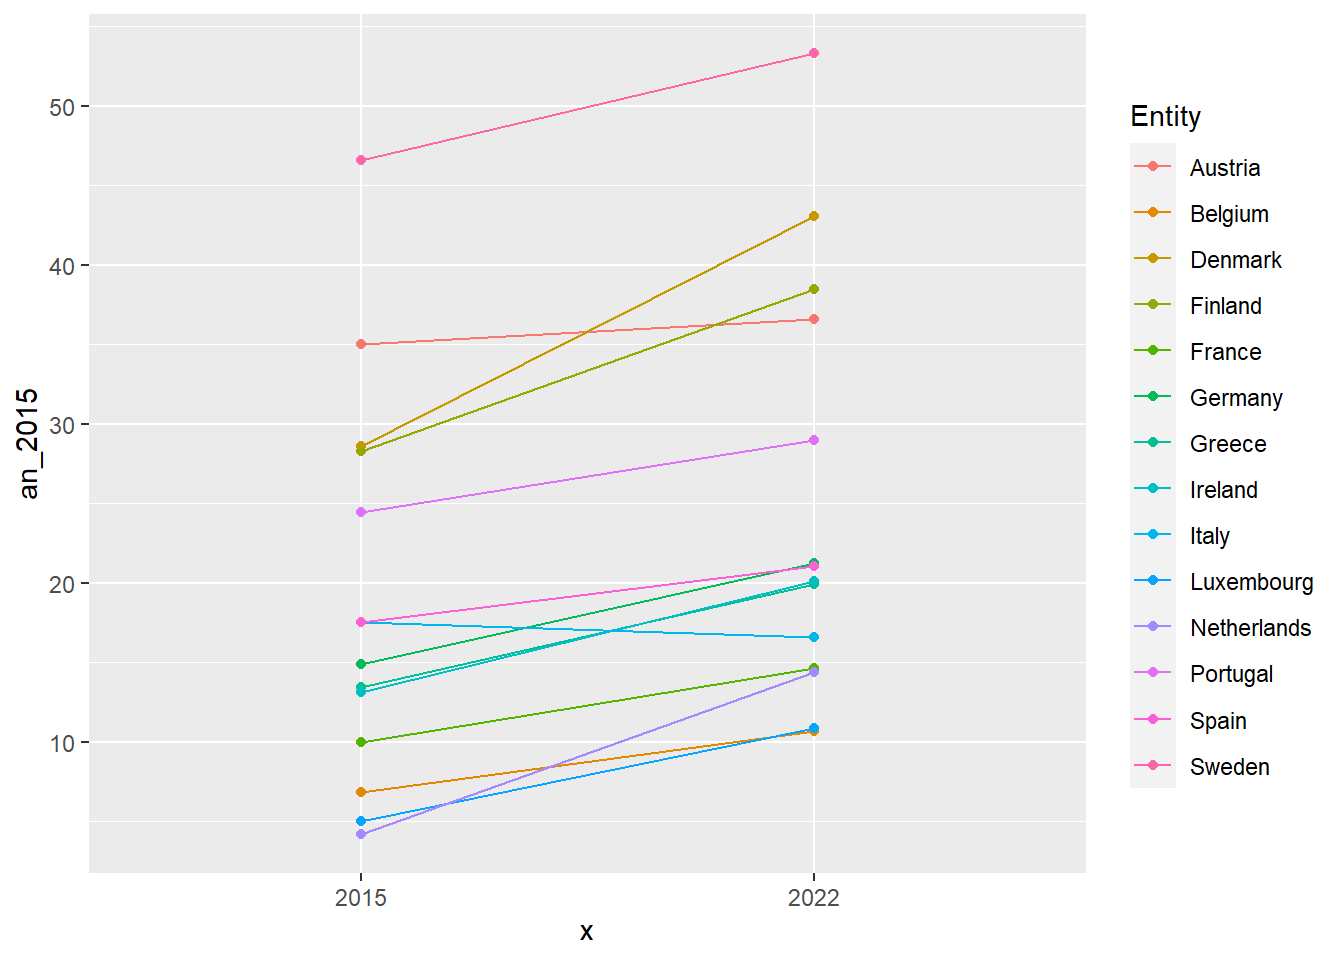 50
40
30
20
10
an_2015
2015
2022
x
Entity
Austria
Belgium
Denmark
Finland
France
Germany
Greece
Ireland
Italy
Luxembourg
Netherlands
Portugal
Spain
Sweden